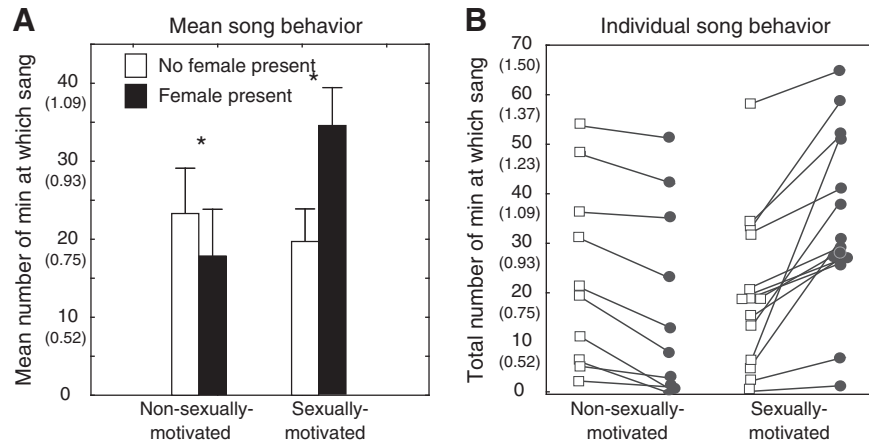 A
Mean song behavior
Mean number of min at which sang
40
(1.09)
30
(0.93)
20
(0.75)
10
(0.52)
0
No female present
Female present
*
*
Non-sexually-
motivated
Sexually-
motivated
B
Individual song behavior
Total number of min at which sang
70
(1.50)
60
(1.37)
50
(1.23)
40
(1.09)
30
(0.93)
20
(0.75)
10
(0.52)
0
Non-sexually-
motivated
Sexually-
motivated